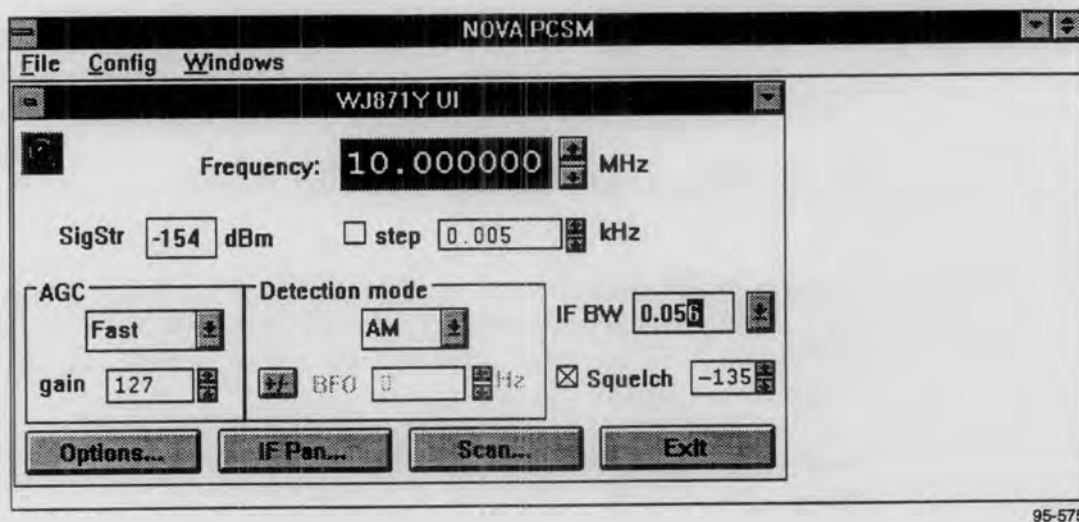 NOVA PCSM
File Config Windows
WJ871Y UI
Frequency: 10.000000 MHz
SigStr -154 dBm step 0.005 kHz
AGC Detection mode
Fast AM IF BW 0.056
gain 127 +/- BFO 0 Hz Squelch -135
Options... IF Pan... Scan... Exit
95-575